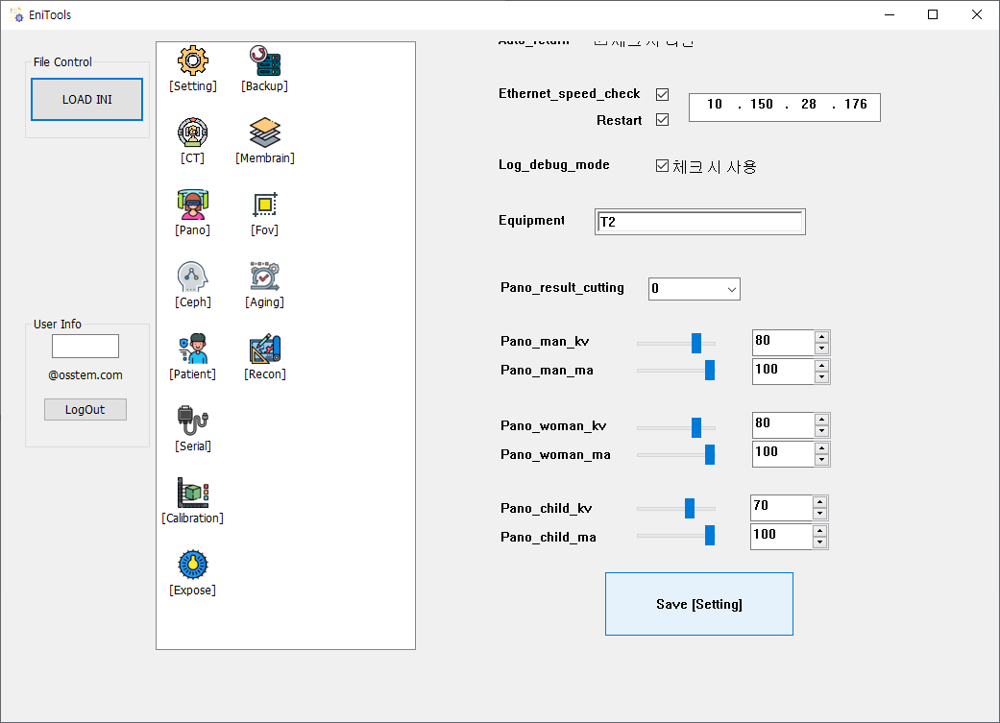 EniTools
File Control
LOAD INI
User Info
@osstem.com
LogOut
[Setting] [Backup]
[CT] [Membrain]
[Pano] [Fov]
[Ceph] [Aging]
[Patient] [Recon]
[Serial]
[Calibration]
[Expose]
Auto_return
Ethernet_speed_check 10 . 150 . 28 . 176
Restart
Log_debug_mode 체크 시 사용
Equipment T2
Pano_result_cutting 0
Pano_man_kv 80
Pano_man_ma 100
Pano_woman_kv 80
Pano_woman_ma 100
Pano_child_kv 70
Pano_child_ma 100
Save [Setting]